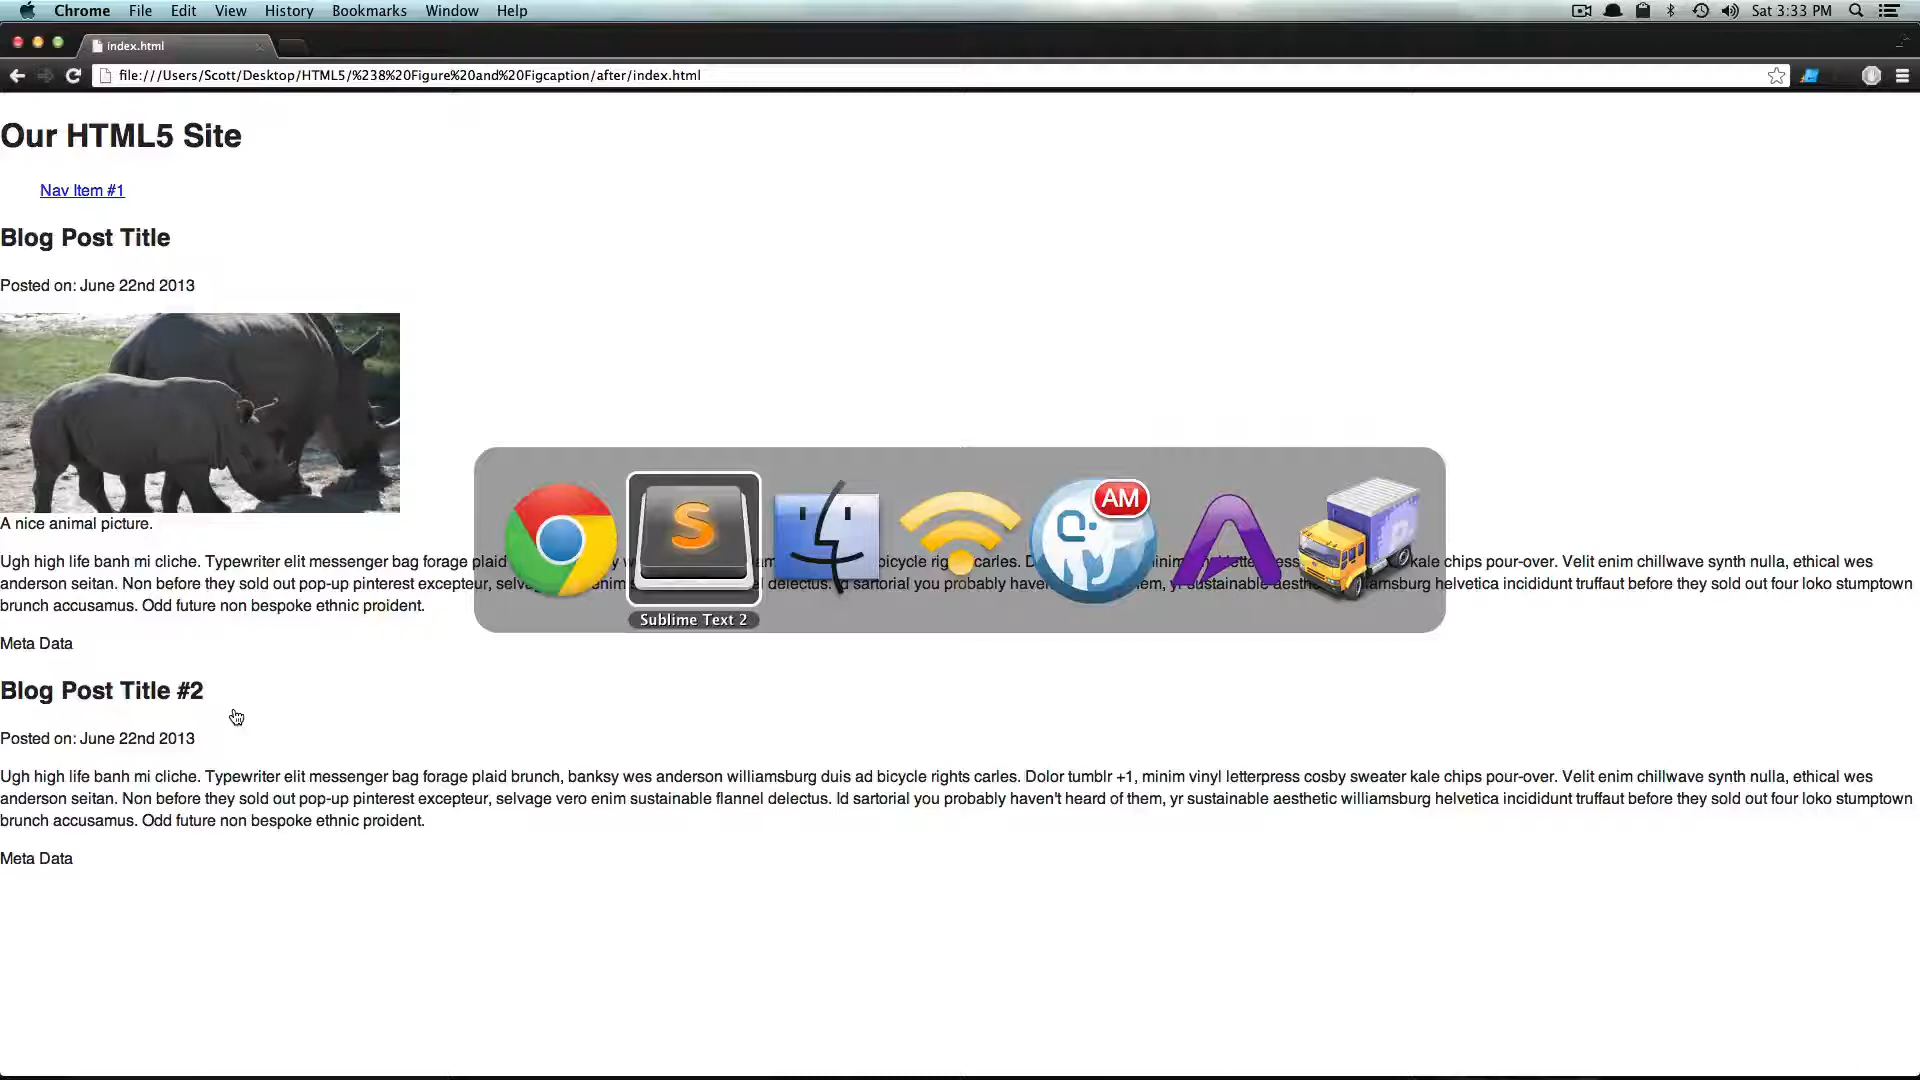 Chrome File Edit View History Bookmarks Window Help Sat 3:33 PM
index.html
file:///Users/Scott/Desktop/HTML5/%238%20Figure%20and%20Figcaption/after/index.html
Our HTML5 Site
Nav Item #1
Blog Post Title
Posted on: June 22nd 2013
A nice animal picture.
AM
S
Sublime Text 2
Ugh high life banh mi cliche. Typewriter elit messenger bag forage plaid bicycle carles. kale chips pour-over. Velit enim chillwave synth nulla, ethical wes
anderson seitan. Non before they sold out pop-up pinterest excepteur, enim delectus. sartorial you probably yr sustainable helvetica incididunt truffaut before they sold out four loko stumptown
brunch accusamus. Odd future non bespoke ethnic proident.
Meta Data
Blog Post Title #2
Posted on: June 22nd 2013
Ugh high life banh mi cliche. Typewriter elit messenger bag forage plaid brunch, banksy wes anderson williamsburg duis ad bicycle rights carles. Dolor tumblr +1, minim vinyl letterpress cosby sweater kale chips pour-over. Velit enim chillwave synth nulla, ethical wes
anderson seitan. Non before they sold out pop-up pinterest excepteur, selvage vero enim sustainable flannel delectus. Id sartorial you probably haven't heard of them, yr sustainable aesthetic williamsburg helvetica incididunt truffaut before they sold out four loko stumptown
brunch accusamus. Odd future non bespoke ethnic proident.
Meta Data